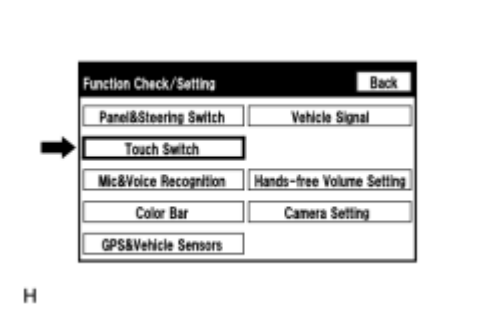 Function Check/Setting Back
Panel&Steering Switch Vehicle Signal
Touch Switch
Mic&Voice Recognition Hands-free Volume Setting
Color Bar Camera Setting
GPS&Vehicle Sensors
H